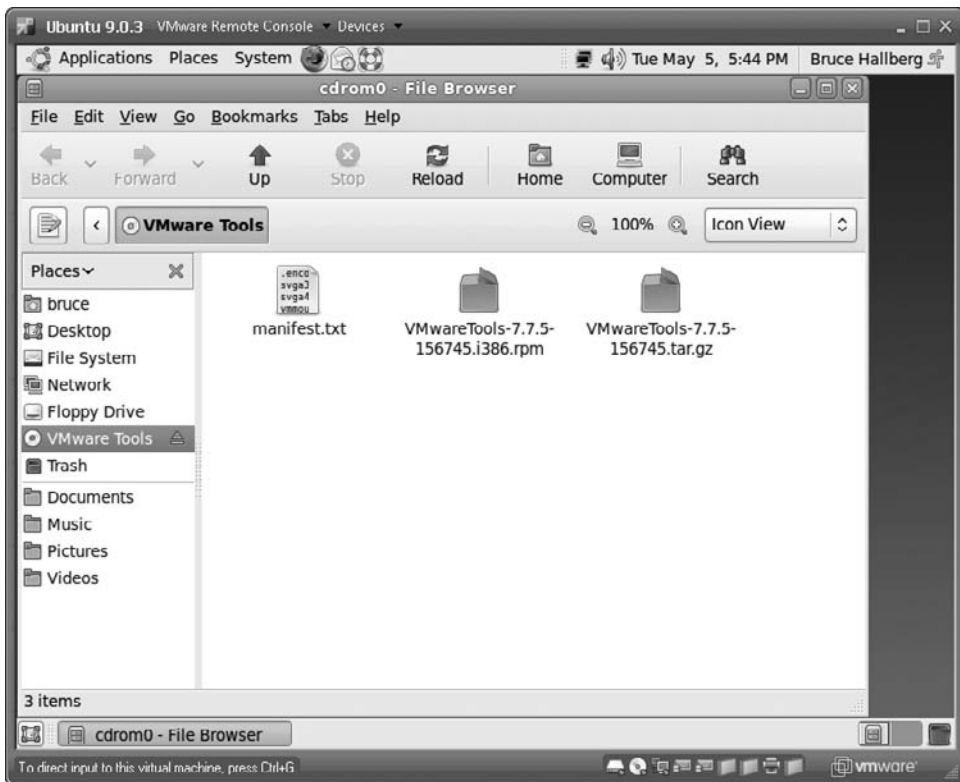 Ubuntu 9.0.3 VMware Remote Console Devices
Applications Places System Tue May 5, 5:44 PM Bruce Hallberg
cdrom0 - File Browser
File Edit View Go Bookmarks Tabs Help
Back Forward Up Stop Reload Home Computer Search
VMware Tools 100% Icon View
Places
bruce
Desktop
File System
Network
Floppy Drive
VMware Tools
Trash
Documents
Music
Pictures
Videos
.enco
svga3
svga4
vmmou
manifest.txt
VMwareTools-7.7.5-
156745.i386.rpm
VMwareTools-7.7.5-
156745.tar.gz
3 items
cdrom0 - File Browser
To direct input to this virtual machine, press Ctrl+G
vmware